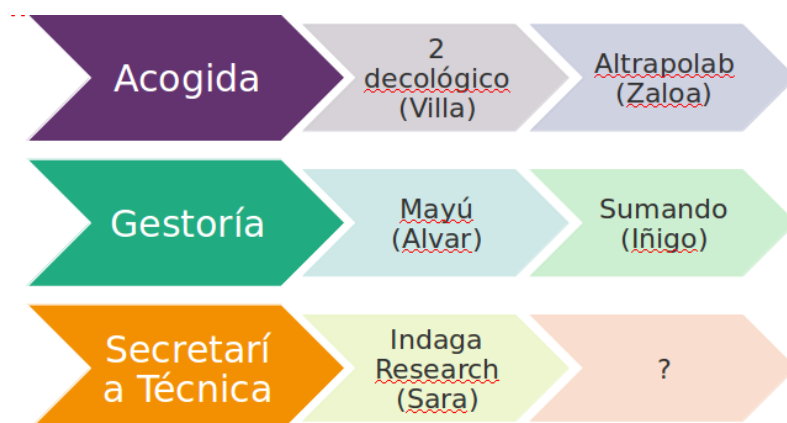 Acogida
2
decológico
(Villa)
Altrapolab
(Zaloa)
Gestoría
Mayú
(Alvar)
Sumando
(Iñigo)
Secretarí
a Técnica
Indaga
Research
(Sara)
?